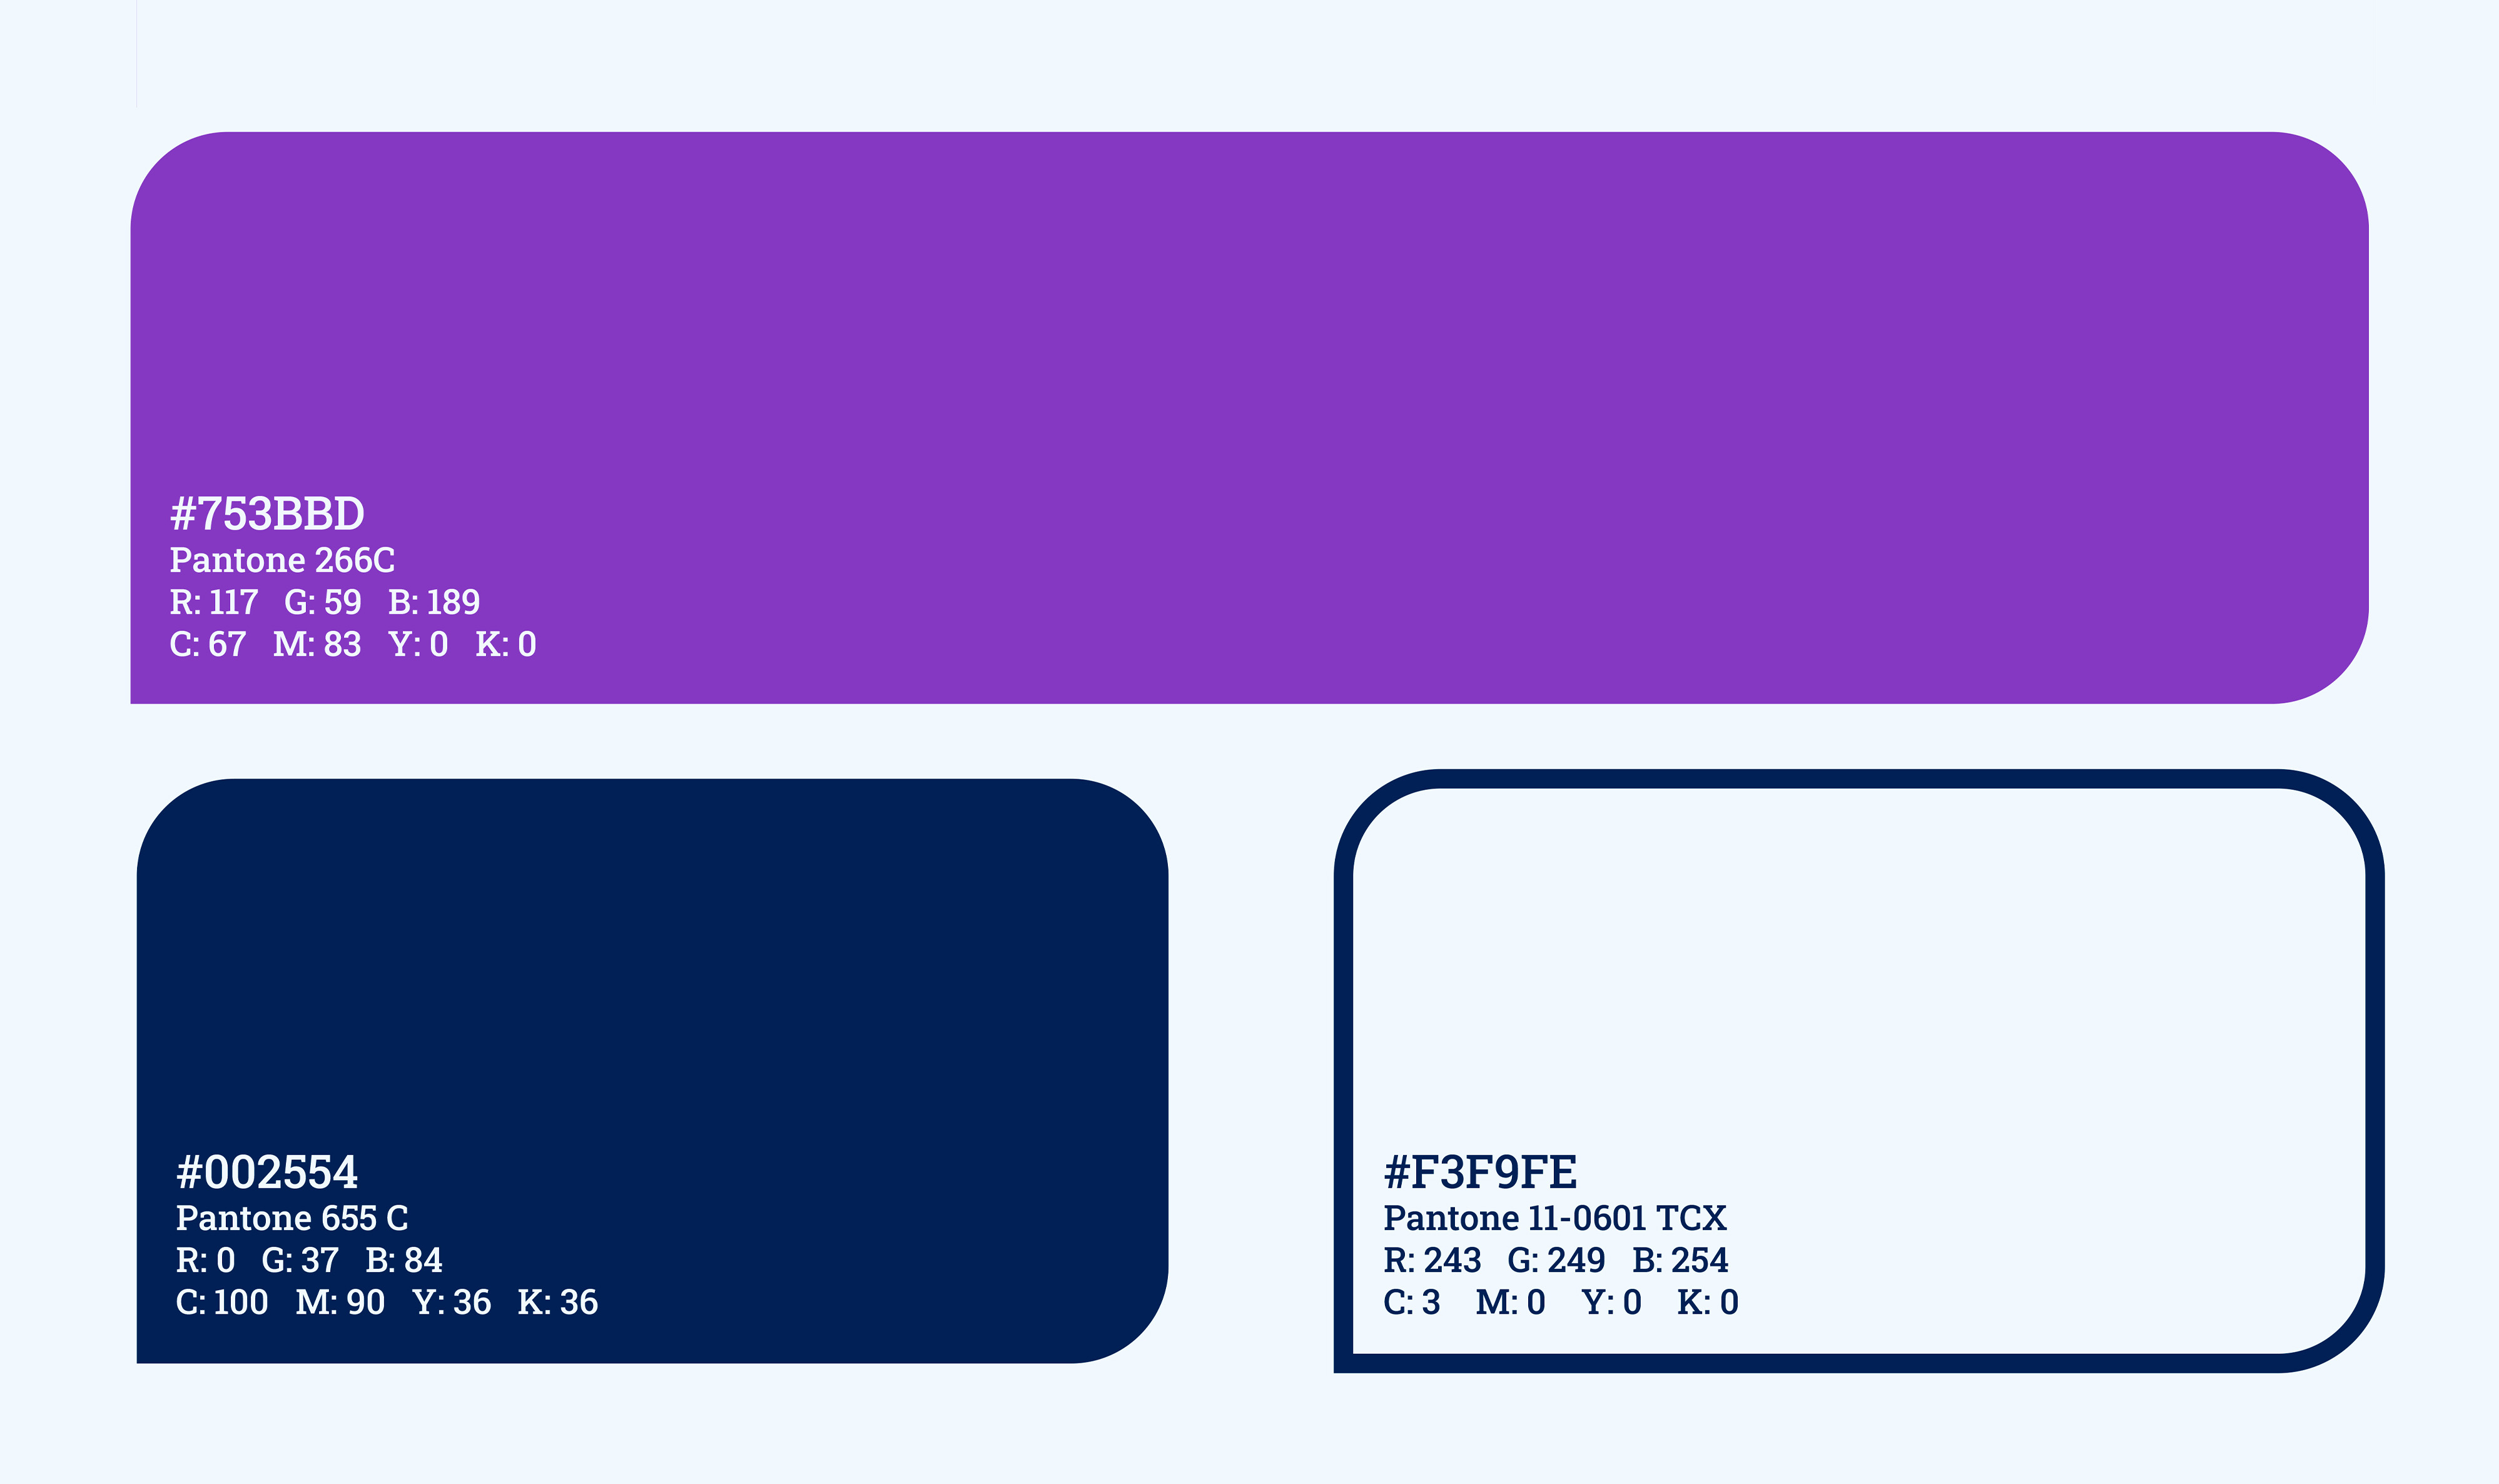 #753BBD
Pantone 266C
R: 117 G: 59 B: 189
C: 67 M: 83 Y: 0 K: 0
#002554
Pantone 655 C
R: 0 G: 37 B: 84
C: 100 M: 90 Y: 36 K: 36
#F3F9FE
Pantone 11-0601 TCX
R: 243 G: 249 B: 254
C: 3 M: 0 Y: 0 K: 0